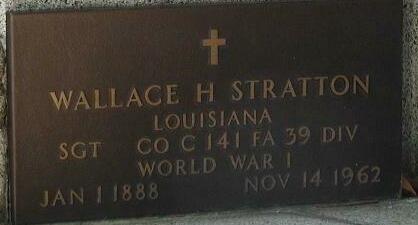 WALLACE H STRATTON
LOUISIANA
SGT CO C 141 FA 39 DIV
WORLD WAR I
JAN 1 1888 NOV 14 1962